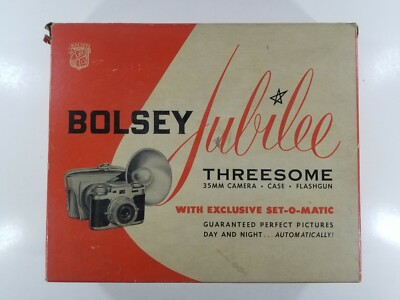 BOLSEY Jubilee
THREESOME
35MM CAMERA • CASE • FLASHGUN
WITH EXCLUSIVE SET-O-MATIC
GUARANTEED PERFECT PICTURES
DAY AND NIGHT...AUTOMATICALLY!